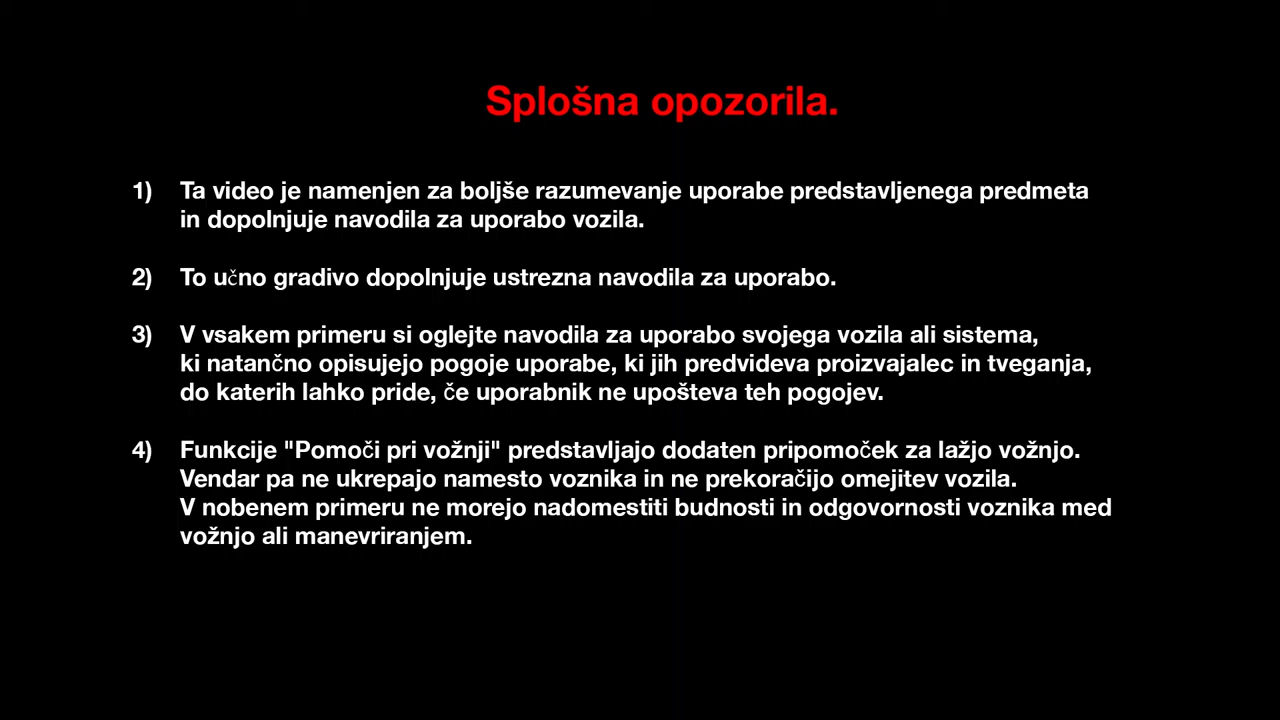 Splošna opozorila.
1) Ta video je namenjen za boljše razumevanje uporabe predstavljenega predmeta
in dopolnjuje navodila za uporabo vozila.
2) To učno gradivo dopolnjuje ustrezna navodila za uporabo.
3) V vsakem primeru si oglejte navodila za uporabo svojega vozila ali sistema,
ki natančno opisujejo pogoje uporabe, ki jih predvideva proizvajalec in tveganja,
do katerih lahko pride, če uporabnik ne upošteva teh pogojev.
4) Funkcije "Pomoči pri vožnji" predstavljajo dodaten pripomoček za lažjo vožnjo.
Vendar pa ne ukrepajo namesto voznika in ne prekoračijo omejitev vozila.
V nobenem primeru ne morejo nadomestiti budnosti in odgovornosti voznika med
vožnjo ali manevriranjem.